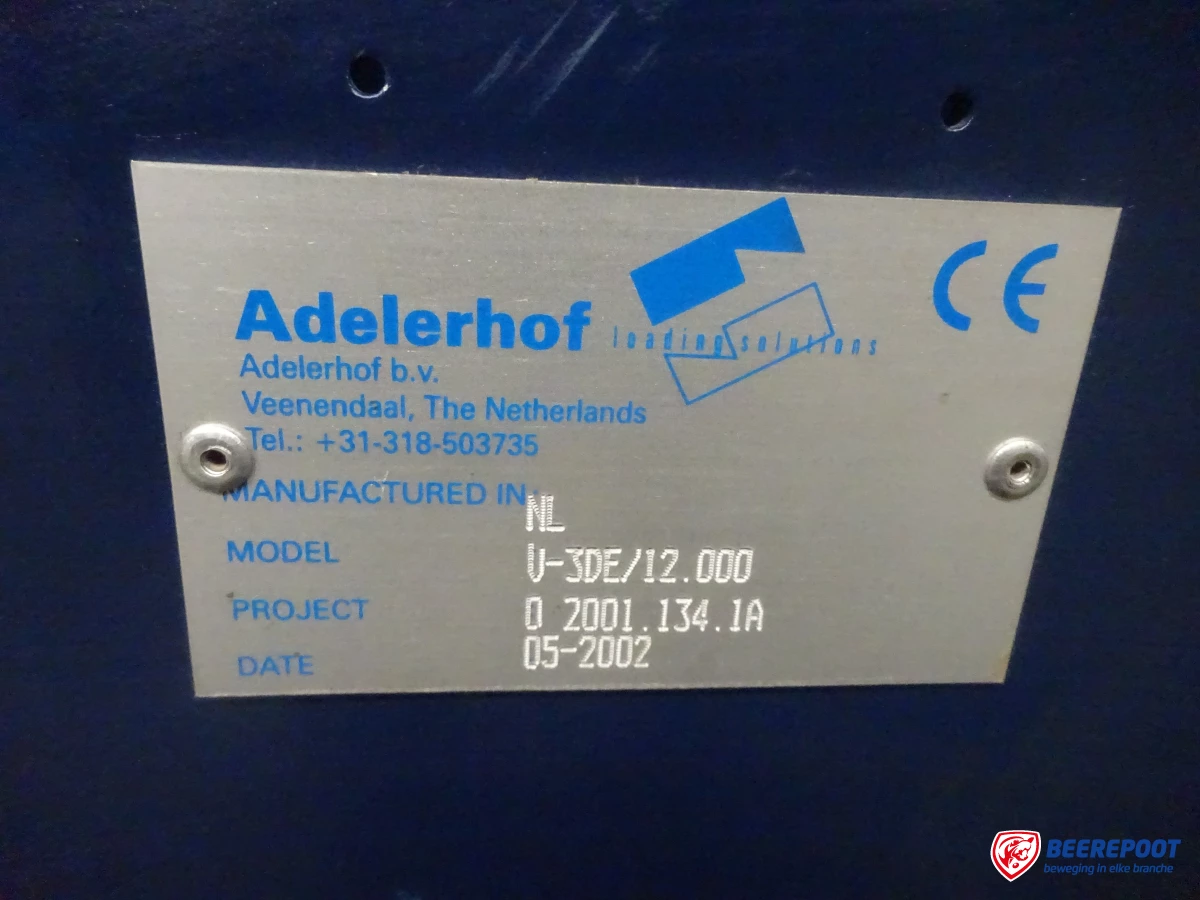 Adelerhof loading solutions
CE
Adelerhof b.v.
Veenendaal, The Netherlands
Tel.: +31-318-503735
MANUFACTURED IN:
NL
MODEL V-3DE/12.000
PROJECT 0 2001.134.1A
DATE 05-2002
BEEREPOOT
beweging in elke branche